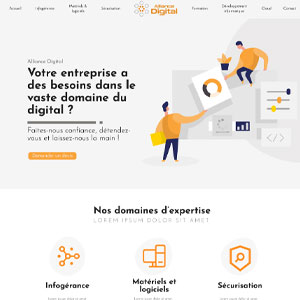 Accueil
Infogérance
Matériels &
logiciels
Sécurisation
Alliance
Digital
Formation
Développement
informatique
Cloud
Contact
Alliance Digital
Votre entreprise a
des besoins dans le
vaste domaine du
digital ?
Faites-nous confiance, détendez-
vous et laissez-nous la main !
Demander un devis
Nos domaines d'expertise
LOREM IPSUM DOLOR SIT AMET
Infogérance
Matériels et
logiciels
Sécurisation